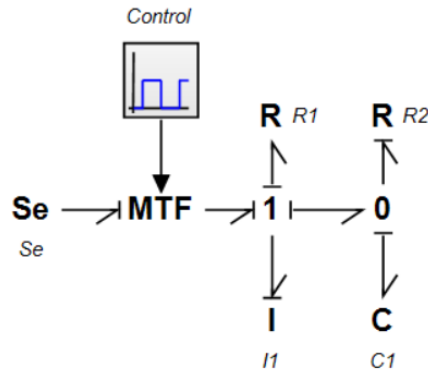 Control
R R1 R R2
Se MTF 1 0
Se
I C
I1 C1